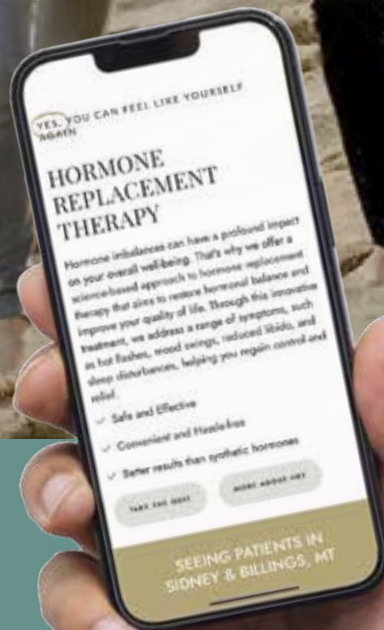 YES, YOU CAN FEEL LIKE YOURSELF
AGAIN
HORMONE
REPLACEMENT
THERAPY
Hormone imbalances can have a profound impact
on your overall well-being. That's why we offer a
science-based approach to hormone replacement
therapy that aims to restore hormonal balance and
improve your quality of life. Through this innovative
treatment, we address a range of symptoms, such
as hot flashes, mood swings, reduced libido, and
sleep disturbances, helping you regain control and
relief.
Safe and Effective
Convenient and Hassle-free
Better results than synthetic hormones
TAKE THE QUIZ
MORE ABOUT HRT
SEEING PATIENTS IN
SIDNEY & BILLINGS, MT